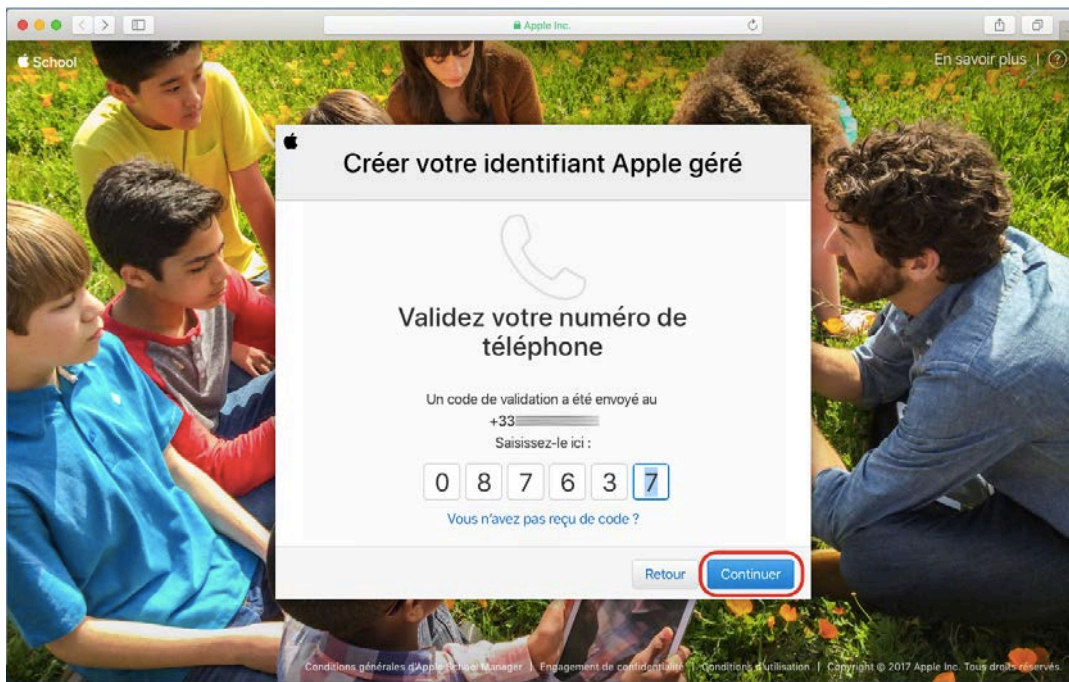 Apple Inc.
School
En savoir plus | ?
Créer votre identifiant Apple géré
Validez votre numéro de
téléphone
Un code de validation a été envoyé au
+33
Saisissez-le ici :
0 8 7 6 3 7
Vous n'avez pas reçu de code ?
Retour Continuer
Conditions générales d'Apple School Manager | Engagement de confidentialité | Conditions d'utilisation | Copyright © 2017 Apple Inc. Tous droits réservés.